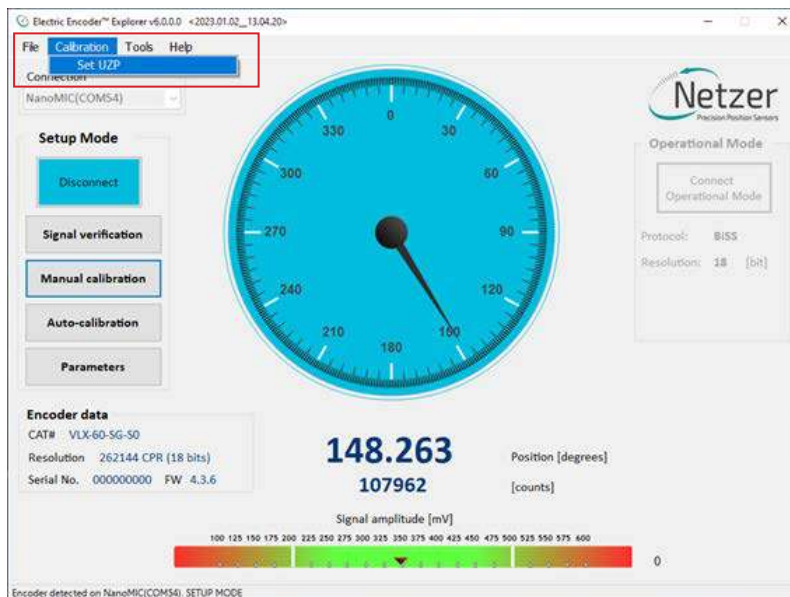 Electric Encoder™ Explorer v6.0.0.0 <2023.01.02__13.04.20>
File Calibration Tools Help
Set UZP
Connection
NanoMIC(COM54)
Setup Mode
Disconnect
Signal verification
Manual calibration
Auto-calibration
Parameters
0
30
60
90
120
150
180
210
240
270
300
330
Netzer
Precision Position Sensors
Operational Mode
Connect
Operational Mode
Protocol: BiSS
Resolution: 18 [bit]
Encoder data
CAT# VLX-60-SG-S0
Resolution 262144 CPR (18 bits)
Serial No. 000000000 FW 4.3.6
148.263 Position [degrees]
107962 [counts]
Signal amplitude [mV]
100 125 150 175 200 225 250 275 300 325 350 375 400 425 450 475 500 525 550 575 600
0
Encoder detected on NanoMIC(COM54). SETUP MODE